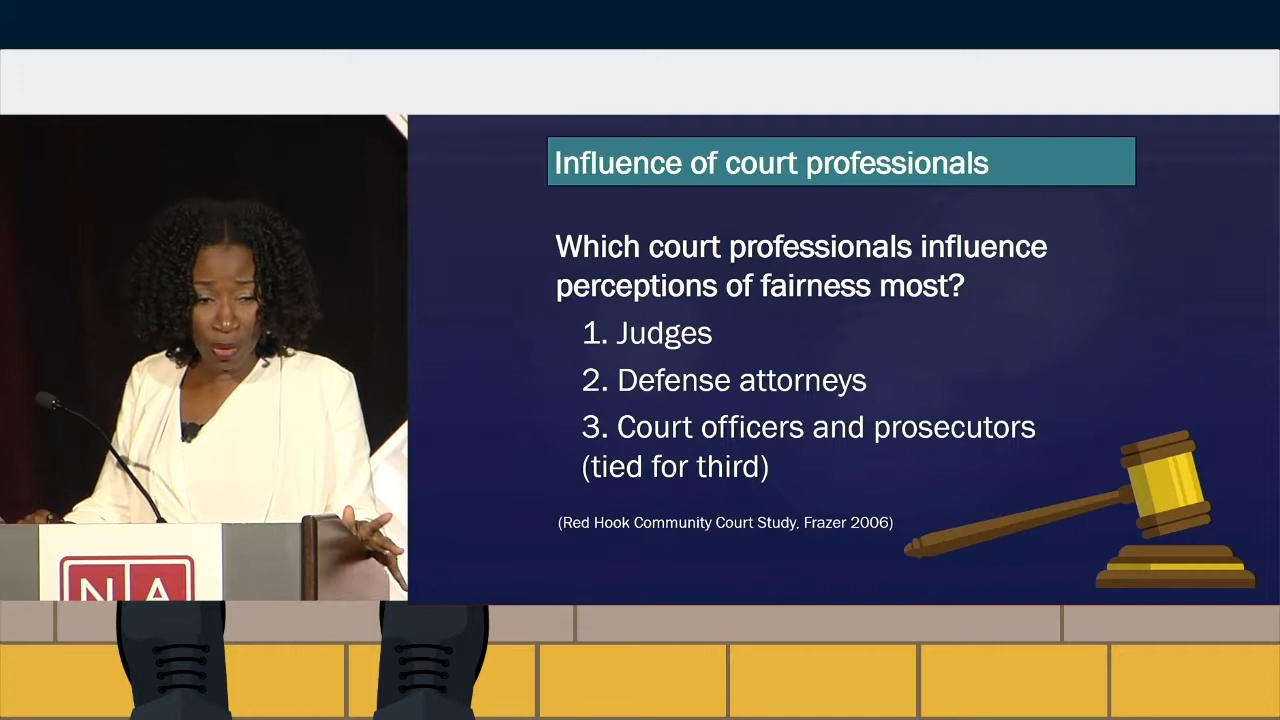 Influence of court professionals
Which court professionals influence
perceptions of fairness most?
1. Judges
2. Defense attorneys
3. Court officers and prosecutors
(tied for third)
(Red Hook Community Court Study, Frazer 2006)
N A